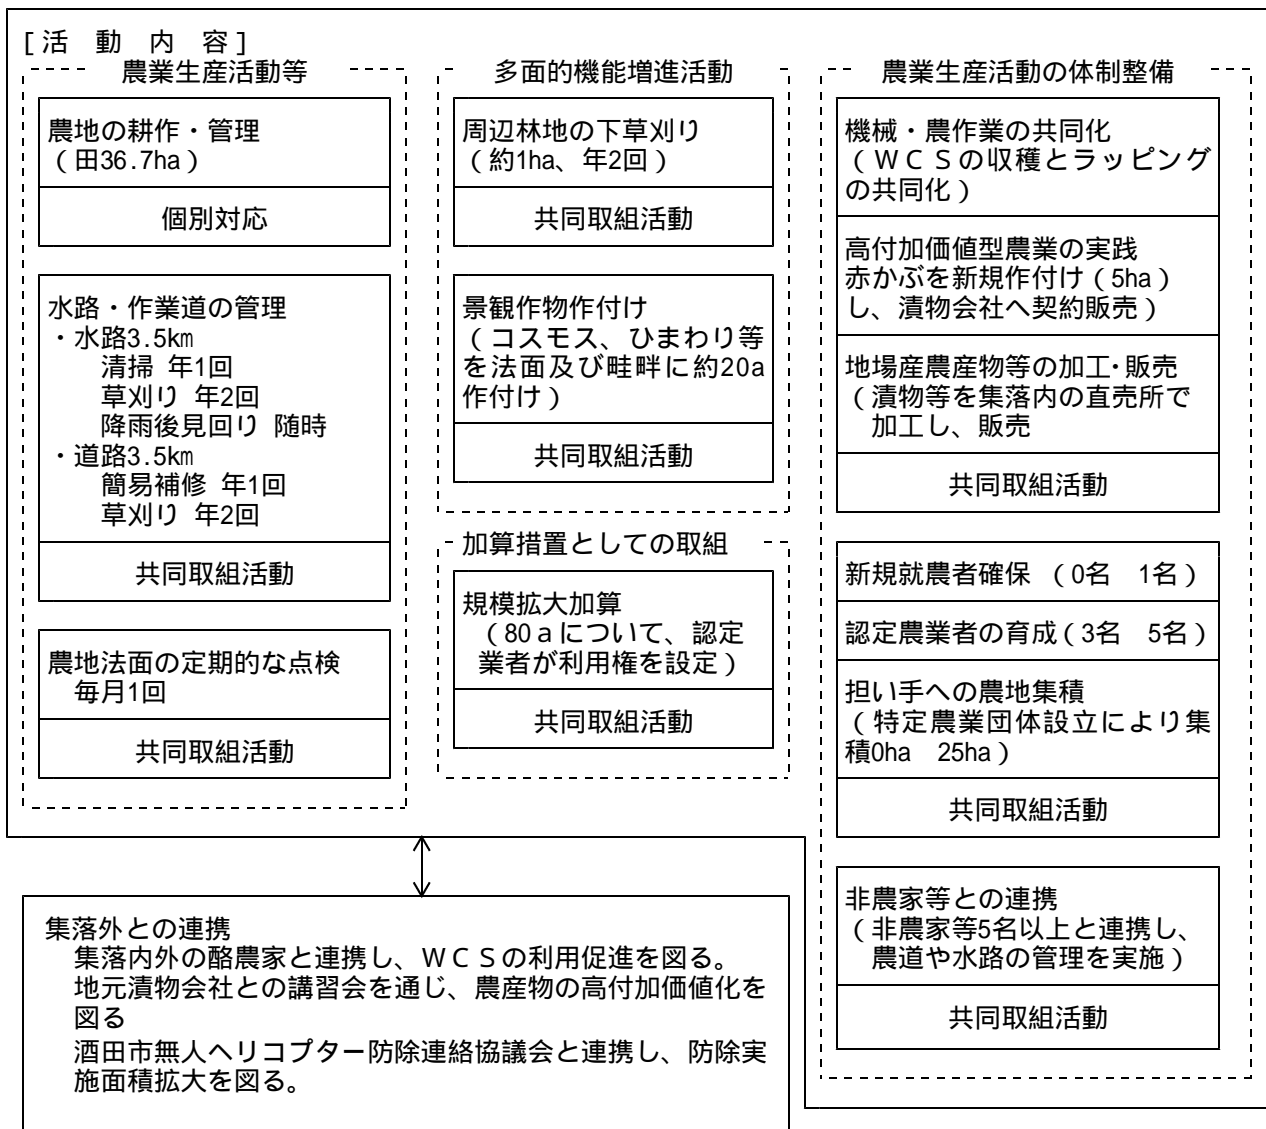 [活 動 内 容]
農業生産活動等
農地の耕作・管理
(田36.7ha)
個別対応
水路・作業道の管理
・水路3.5km
清掃 年1回
草刈り 年2回
降雨後見回り 随時
・道路3.5km
簡易補修 年1回
草刈り 年2回
共同取組活動
農地法面の定期的な点検
毎月1回
共同取組活動
多面的機能増進活動
周辺林地の下草刈り
(約1ha、年2回)
共同取組活動
景観作物作付け
(コスモス、ひまわり等
を法面及び畦畔に約20a
作付け)
共同取組活動
加算措置としての取組
規模拡大加算
(80aについて、認定
業者が利用権を設定)
共同取組活動
農業生産活動の体制整備
機械・農作業の共同化
(WCSの収穫とラッピング
の共同化)
高付加価値型農業の実践
赤かぶを新規作付け(5ha)
し、漬物会社へ契約販売)
地場産農産物等の加工・販売
(漬物等を集落内の直売所で
加工し、販売
共同取組活動
新規就農者確保 (0名 1名)
認定農業者の育成(3名 5名)
担い手への農地集積
(特定農業団体設立により集
積0ha 25ha)
共同取組活動
非農家等との連携
(非農家等5名以上と連携し、
農道や水路の管理を実施)
共同取組活動
集落外との連携
集落内外の酪農家と連携し、WCSの利用促進を図る。
地元漬物会社との講習会を通じ、農産物の高付加価値化を
図る
酒田市無人ヘリコプター防除連絡協議会と連携し、防除実
施面積拡大を図る。